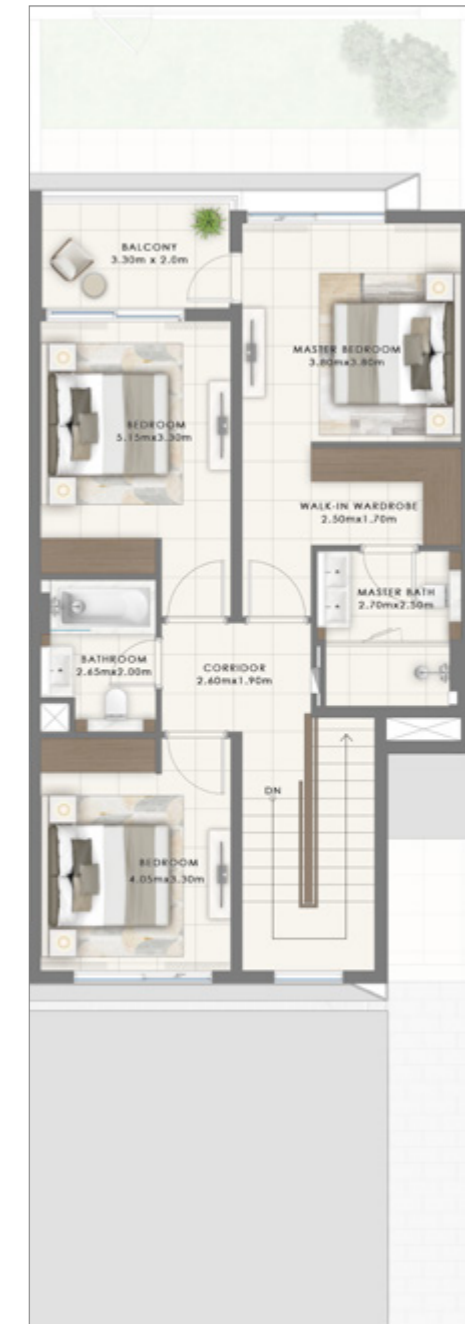 BALCONY
3.30m x 2.0m
MASTER BEDROOM
3.80mx3.80m
BEDROOM
5.15mx3.30m
WALK-IN WARDROBE
2.50mx1.70m
MASTER BATH
2.70mx2.50m
BATHROOM
2.65mx2.00m
CORRIDOR
2.60mx1.90m
DN
BEDROOM
4.05mx3.30m